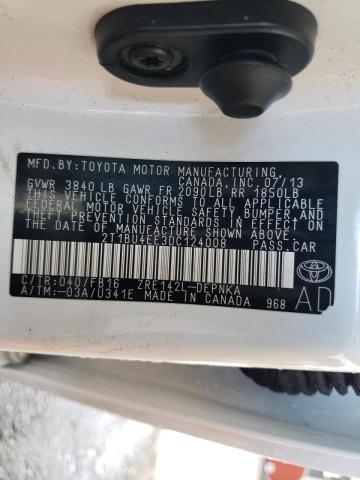 MFD.BY:TOYOTA MOTOR MANUFACTURING,
CANADA INC. 07/13
GVWR 3840 LB GAWR FR 2090LB RR 1850LB
THIS VEHICLE CONFORMS TO ALL APPLICABLE
FEDERAL MOTOR VEHICLE SAFETY, BUMPER, AND
THEFT PREVENTION STANDARDS IN EFFECT ON
THE DATE OF MANUFACTURE SHOWN ABOVE.
2T1BU4EE3DC124008 PASS.CAR
C/TR:040/FB16 ZRE142L-DEPNKA
A/TM:-03A/U341E MADE IN CANADA 968
TOYOTA
AD